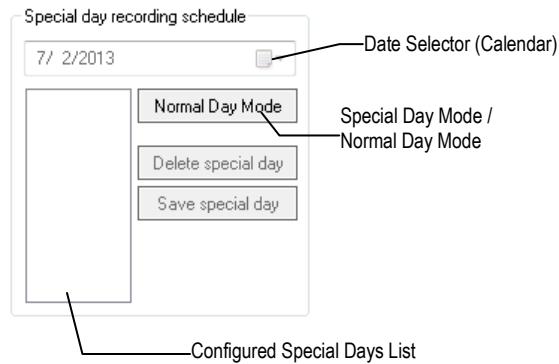 Special day recording schedule
7/ 2/2013
Date Selector (Calendar)
Normal Day Mode
Special Day Mode /
Normal Day Mode
Delete special day
Save special day
Configured Special Days List